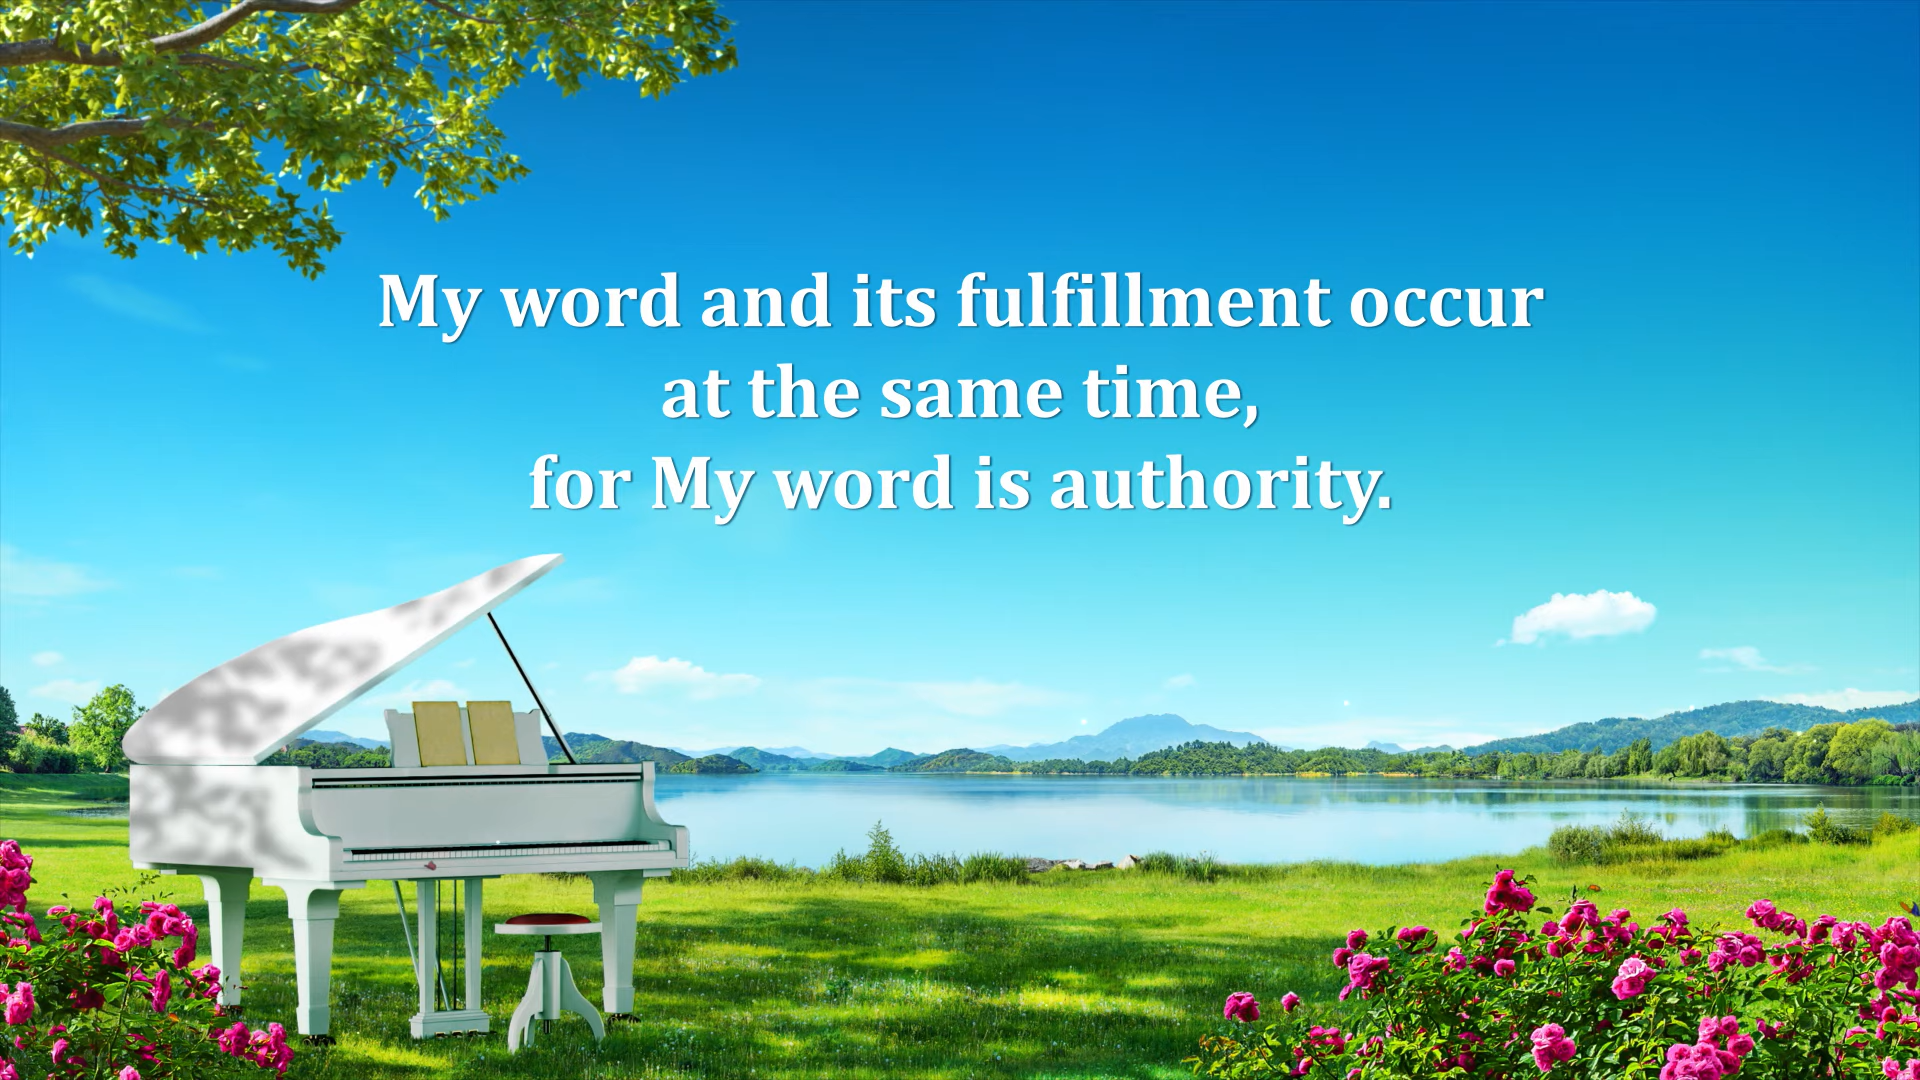 My word and its fulfillment occur
at the same time,
for My word is authority.